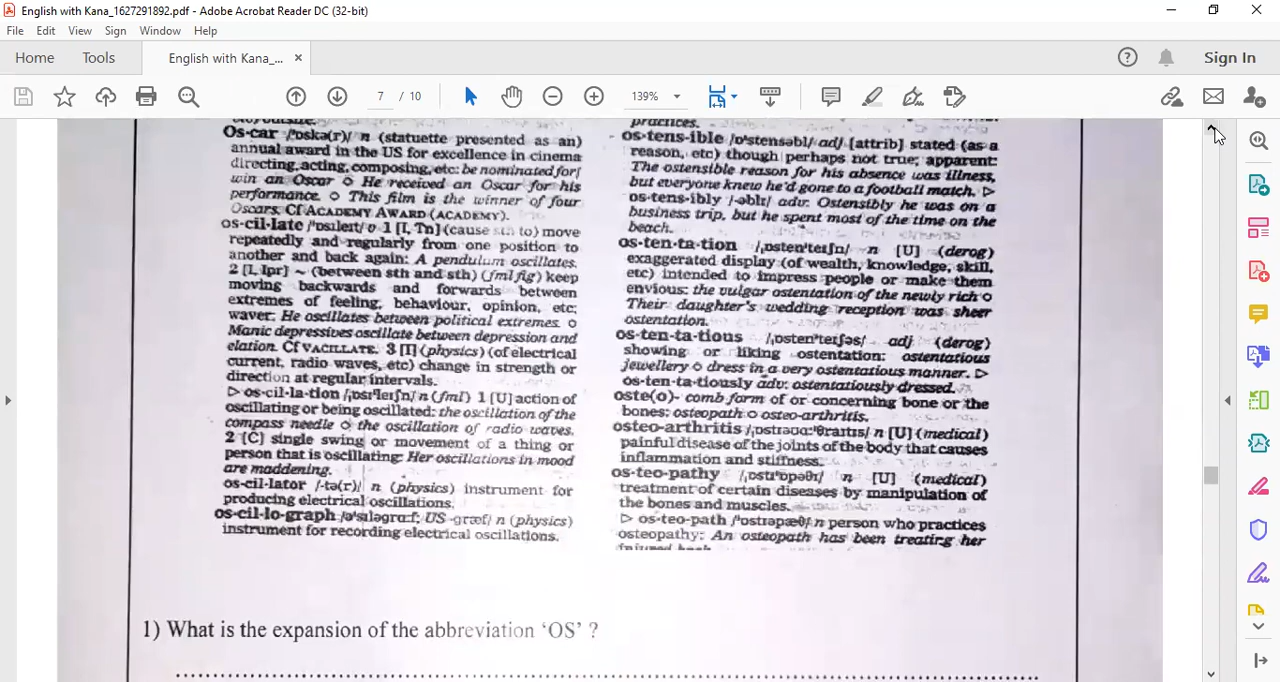 English with Kana_1627291892.pdf - Adobe Acrobat Reader DC (32-bit)
File Edit View Sign Window Help
Home Tools English with Kana_... × Sign In
7 / 10 139%
Os·car /ˈɒskə(r)/ n (statuette presented as an)
annual award in the US for excellence in cinema
directing, acting, composing, etc: be nominated for/
win an Oscar ○ He received an Oscar for his
performance. ○ This film is the winner of four
Oscars. Cf ACADEMY AWARD (ACADEMY).
os·cil·late /ˈɒsɪleɪt/ v 1 [I, Tn] (cause sth to) move
repeatedly and regularly from one position to
another and back again: A pendulum oscillates.
2 [I, Ipr] ~ (between sth and sth) (fml fig) keep
moving backwards and forwards between
extremes of feeling, behaviour, opinion, etc;
waver: He oscillates between political extremes. ○
Manic depressives oscillate between depression and
elation. Cf VACILLATE. 3 [I] (physics) (of electrical
current, radio waves, etc) change in strength or
direction at regular intervals.
▷ os·cil·la·tion /ˌɒsɪˈleɪʃn/ n (fml) 1 [U] action of
oscillating or being oscillated: the oscillation of the
compass needle ○ the oscillation of radio waves.
2 [C] single swing or movement of a thing or
person that is oscillating: Her oscillations in mood
are maddening.
os·cil·lator /-tə(r)/ n (physics) instrument for
producing electrical oscillations.
os·cil·lo·graph /əˈsɪləɡrɑːf; US -ɡræf/ n (physics)
instrument for recording electrical oscillations.
practices.
os·tens·ible /ɒˈstensəbl/ adj [attrib] stated (as a
reason, etc) though perhaps not true; apparent:
The ostensible reason for his absence was illness,
but everyone knew he'd gone to a football match. ▷
os·tens·ibly /-əblɪ/ adv. Ostensibly he was on a
business trip, but he spent most of the time on the
beach.
os·ten·ta·tion /ˌɒstenˈteɪʃn/ n [U] (derog)
exaggerated display (of wealth, knowledge, skill,
etc) intended to impress people or make them
envious: the vulgar ostentation of the newly rich ○
Their daughter's wedding reception was sheer
ostentation.
os·ten·ta·tious /ˌɒstenˈteɪʃəs/ adj (derog)
showing or liking ostentation: ostentatious
jewellery ○ dress in a very ostentatious manner. ▷
os·ten·ta·tiously adv: ostentatiously dressed.
oste(o)- comb form of or concerning bone or the
bones: osteopath ○ osteo-arthritis.
osteo-arthritis /ˌɒstɪəʊɑːˈθraɪtɪs/ n [U] (medical)
painful disease of the joints of the body that causes
inflammation and stiffness.
os·teo·pathy /ˌɒstɪˈɒpəθɪ/ n [U] (medical)
treatment of certain diseases by manipulation of
the bones and muscles.
▷ os·teo·path /ˈɒstɪəpæθ/ n person who practices
osteopathy: An osteopath has been treating her
1) What is the expansion of the abbreviation ‘OS’ ?